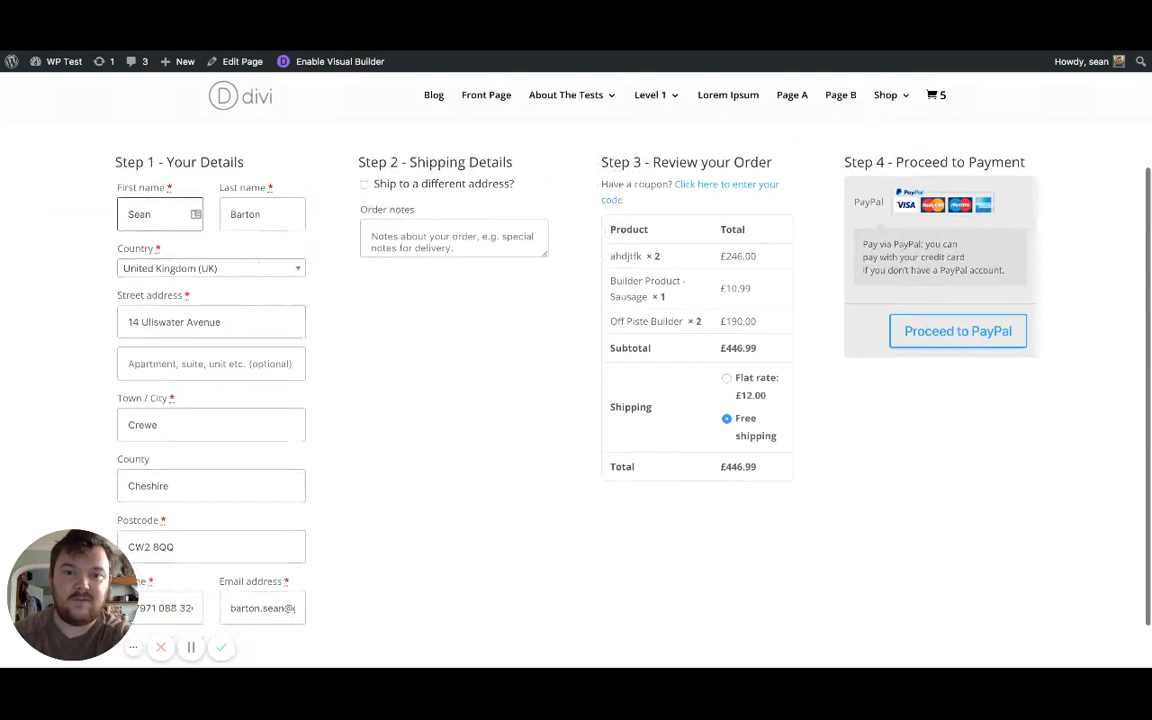 WP Test 1 3 New Edit Page Enable Visual Builder Howdy, sean
D divi Blog Front Page About The Tests Level 1 Lorem Ipsum Page A Page B Shop 5
Step 1 - Your Details
First name * Last name *
Sean Barton
Country *
United Kingdom (UK)
Street address *
14 Ullswater Avenue
Apartment, suite, unit etc. (optional)
Town / City *
Crewe
County
Cheshire
Postcode *
CW2 8QQ
Email address *
7971 088 32 barton.sean@g
Step 2 - Shipping Details
Ship to a different address?
Order notes
Notes about your order, e.g. special
notes for delivery.
Step 3 - Review your Order
Have a coupon? Click here to enter your
code
Product Total
ahdjtfk × 2 £246.00
Builder Product -
Sausage × 1 £10.99
Off Piste Builder × 2 £190.00
Subtotal £446.99
Shipping
Flat rate:
£12.00
Free
shipping
Total £446.99
Step 4 - Proceed to Payment
PayPal PayPal VISA
Pay via PayPal: you can
pay with your credit card
if you don't have a PayPal account.
Proceed to PayPal